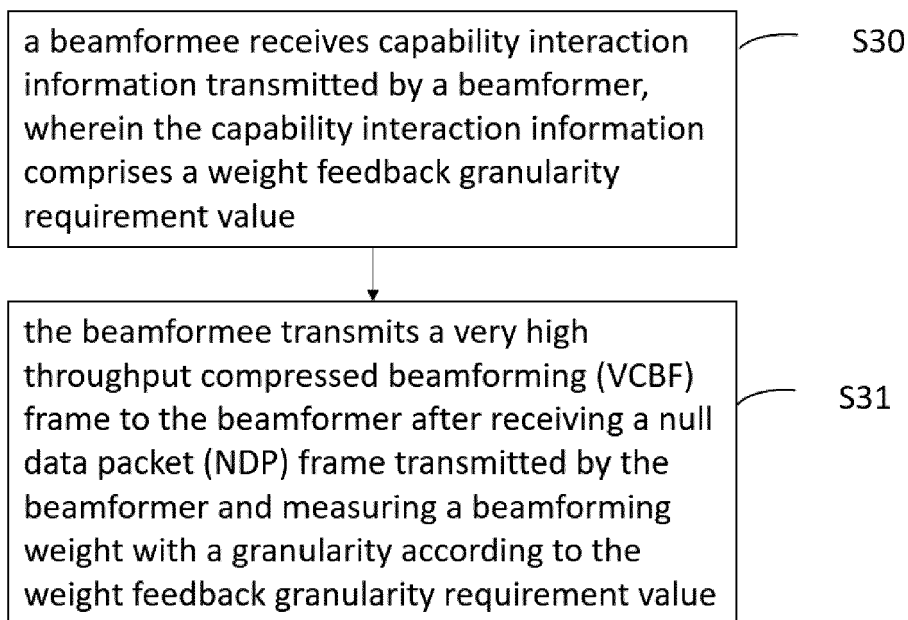 a beamformee receives capability interaction
information transmitted by a beamformer,
wherein the capability interaction information
comprises a weight feedback granularity
requirement value
S30
the beamformee transmits a very high
throughput compressed beamforming (VCBF)
frame to the beamformer after receiving a null
data packet (NDP) frame transmitted by the
beamformer and measuring a beamforming
weight with a granularity according to the
weight feedback granularity requirement value
S31